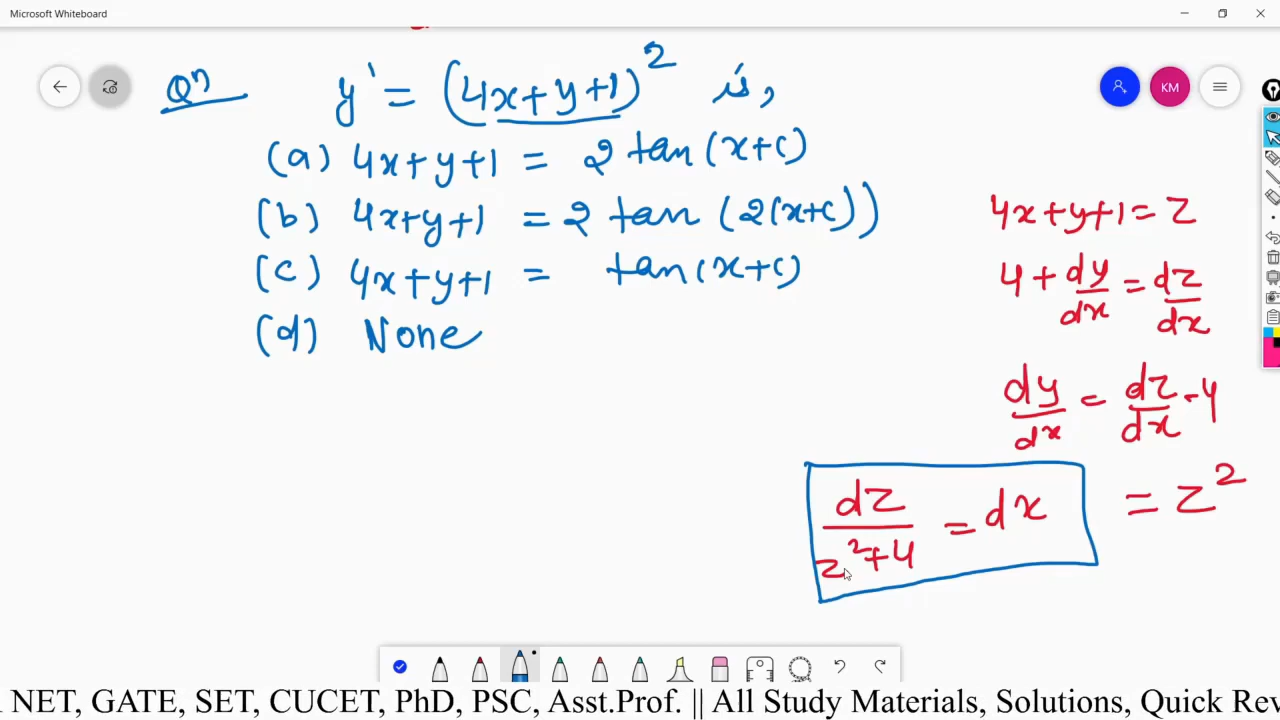 Microsoft Whiteboard
Qⁿ y' = (4x+y+1)² is,
KM
(a) 4x+y+1 = 2 tan(x+c)
(b) 4x+y+1 = 2 tan (2(x+c))
(c) 4x+y+1 = tan(x+c)
(d) None
4x+y+1 = z
4 + dy/dx = dz/dx
dy/dx = dz/dx - 4
= z²
dz/z²+4 = dx
NET, GATE, SET, CUCET, PhD, PSC, Asst.Prof. || All Study Materials, Solutions, Quick Rev